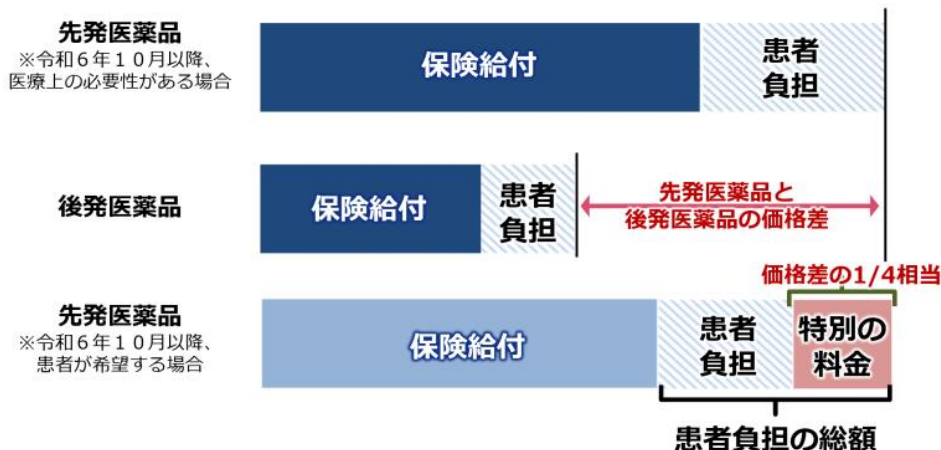 先発医薬品
※令和６年１０月以降、
医療上の必要性がある場合
保険給付
患者
負担
後発医薬品
保険給付
患者
負担
先発医薬品と
後発医薬品の価格差
価格差の1/4相当
先発医薬品
※令和６年１０月以降、
患者が希望する場合
保険給付
患者
負担
特別の
料金
患者負担の総額